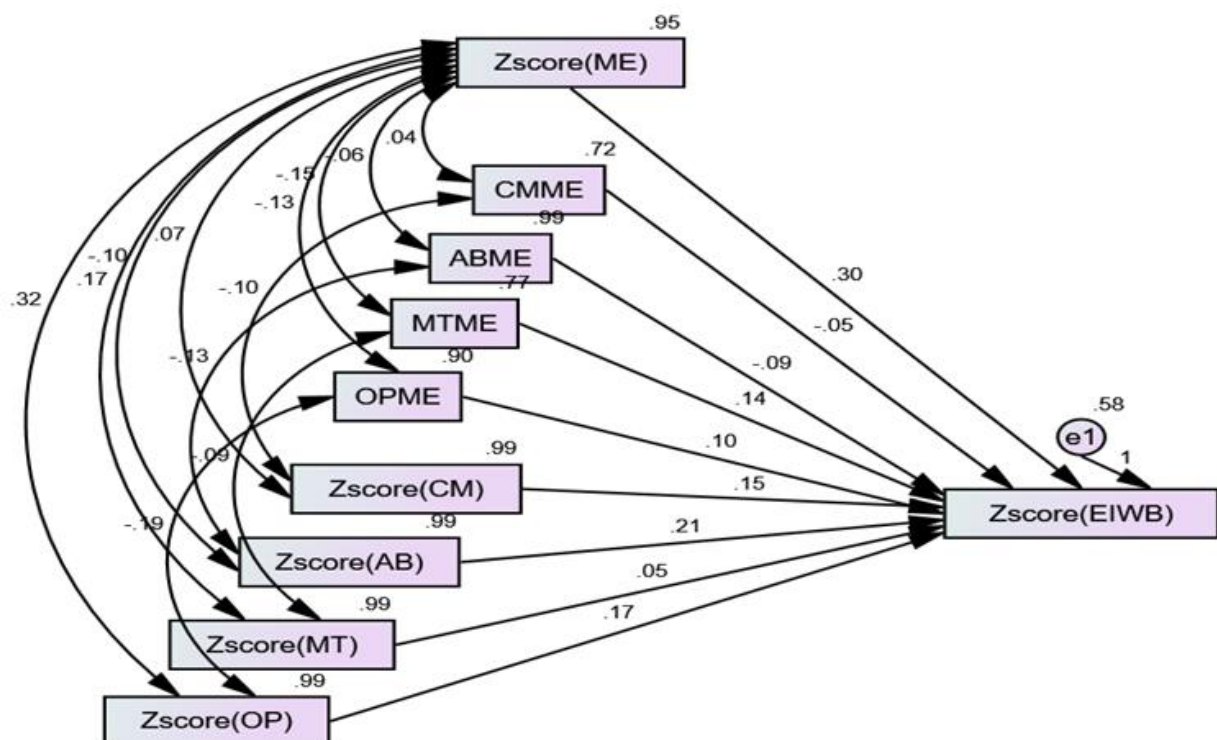 .95
Zscore(ME)
.04
-.06
-.15
-.13
.72
CMME
.99
ABME
.77
MTME
.90
OPME
.07
-.10
.17
.32
-.10
-.13
-.09
-.19
.99
Zscore(CM)
.99
Zscore(AB)
.99
Zscore(MT)
.99
Zscore(OP)
.30
-.05
-.09
.14
.10
.15
.21
.05
.17
.58
e1
1
Zscore(EIWB)